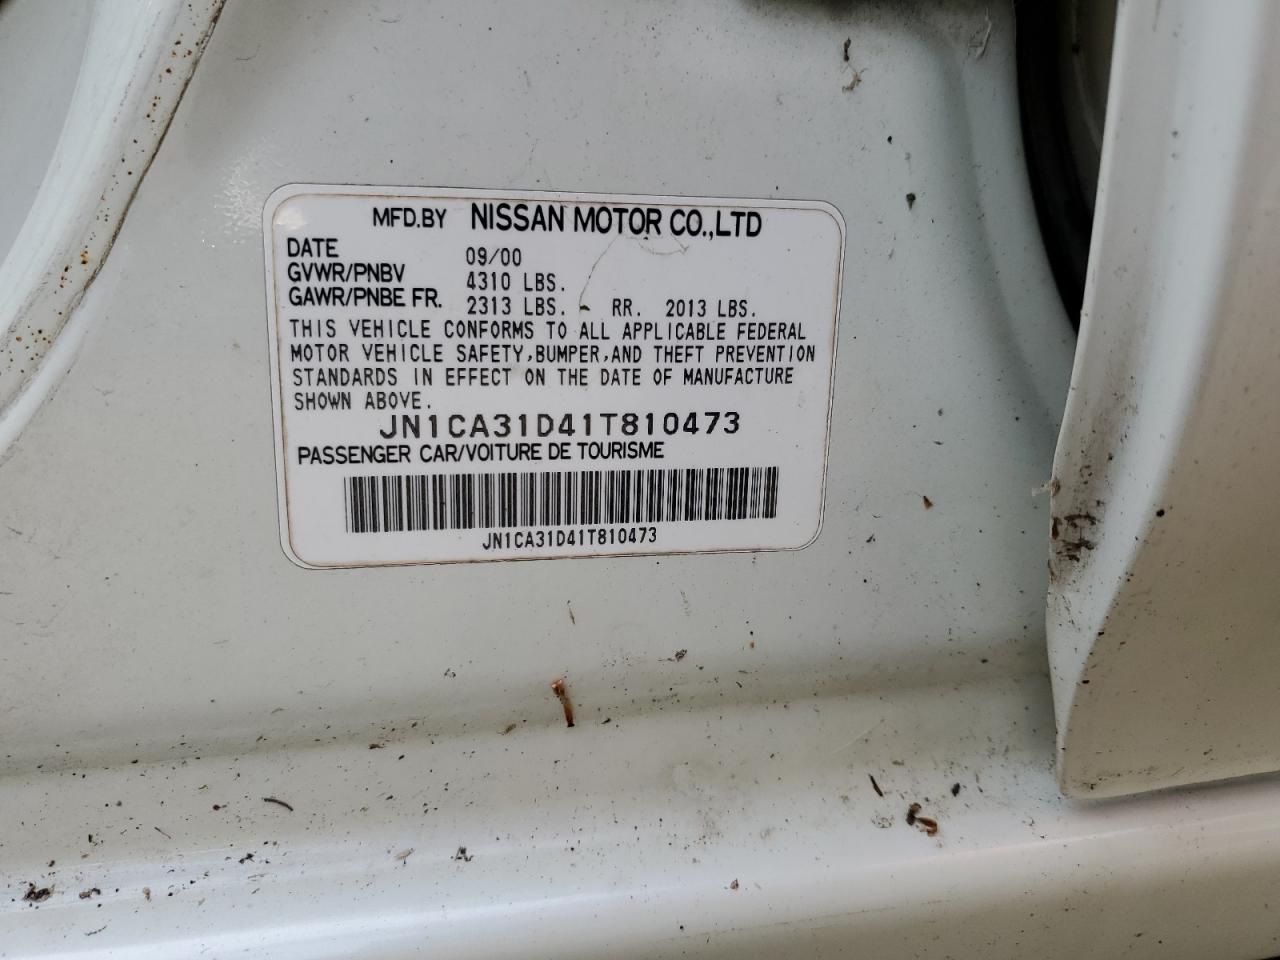 MFD.BY NISSAN MOTOR CO.,LTD
DATE 09/00
GVWR/PNBV 4310 LBS.
GAWR/PNBE FR. 2313 LBS. RR. 2013 LBS.
THIS VEHICLE CONFORMS TO ALL APPLICABLE FEDERAL
MOTOR VEHICLE SAFETY,BUMPER,AND THEFT PREVENTION
STANDARDS IN EFFECT ON THE DATE OF MANUFACTURE
SHOWN ABOVE.
JN1CA31D41T810473
PASSENGER CAR/VOITURE DE TOURISME
JN1CA31D41T810473